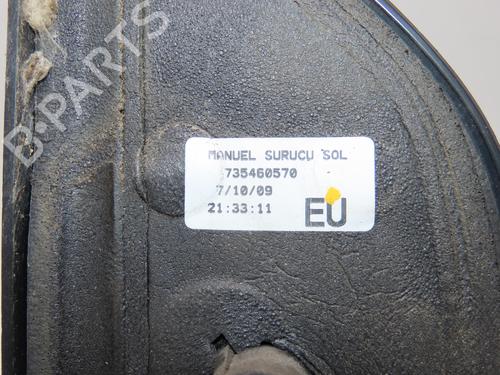 B-PARTS
MANUEL SURUCU SOL
735460570
7/10/09
21:33:11
EU